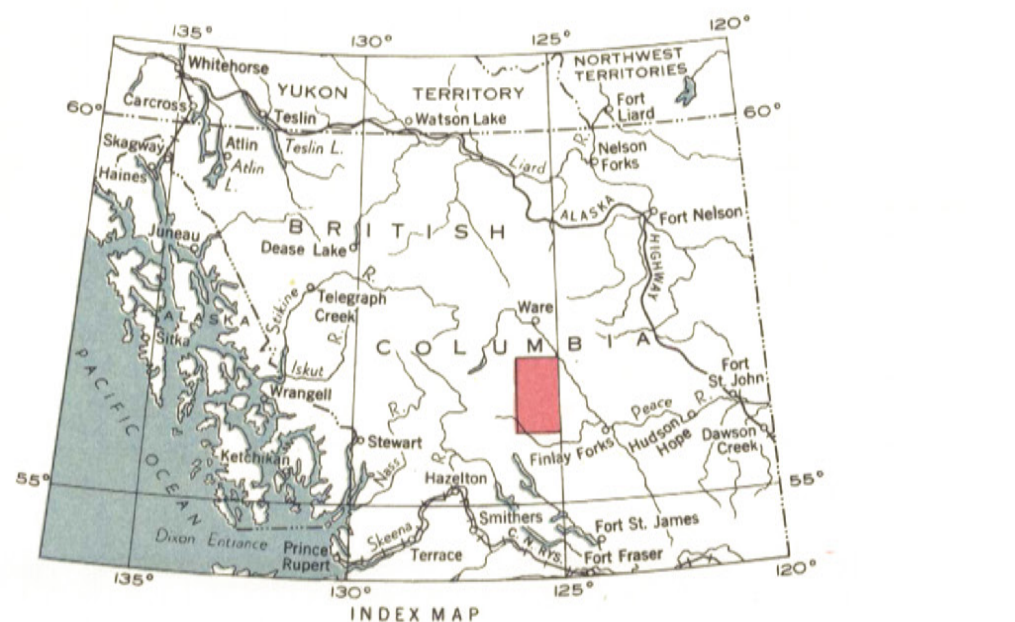 135°
130°
125°
120°
Whitehorse
YUKON
TERRITORY
NORTHWEST
TERRITORIES
Carcross
60°
Teslin
Watson Lake
Fort
Liard
60°
R.
Skagway
Atlin
Teslin L.
Atlin
L.
Liard
Nelson
Forks
Haines
ALASKA
Fort Nelson
Juneau
BRITISH
Dease Lake
HIGHWAY
R.
Stikine
Telegraph
Creek
Ware
ALASKA
Sitka
R.
COLUMBIA
Iskut
Fort
St. John
PACIFIC
OCEAN
Wrangell
R.
Peace
R.
Hudson
Hope
Stewart
Dawson
Creek
Finlay Forks
Ketchikan
Nass
R.
Hazelton
55°
55°
Smithers
Fort St. James
Dixon Entrance
Skeena
C.N.RYS.
Prince
Rupert
Terrace
Fort Fraser
135°
130°
125°
120°
INDEX MAP